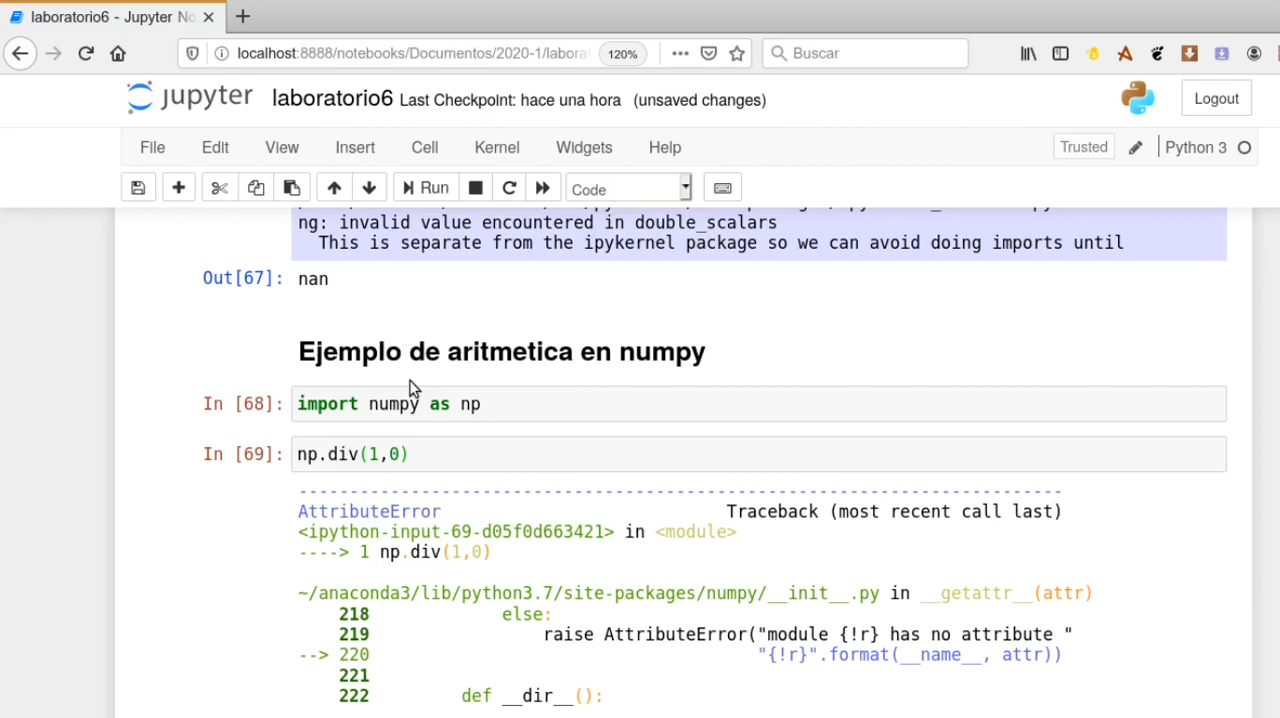 laboratorio6 - Jupyter No
localhost:8888/notebooks/Documentos/2020-1/labora
120%
Buscar
jupyter laboratorio6 Last Checkpoint: hace una hora (unsaved changes)
Logout
File Edit View Insert Cell Kernel Widgets Help
Trusted Python 3
Run Code
ng: invalid value encountered in double_scalars
This is separate from the ipykernel package so we can avoid doing imports until
Out[67]: nan
Ejemplo de aritmetica en numpy
In [68]: import numpy as np
In [69]: np.div(1,0)
---------------------------------------------------------------------------
AttributeError Traceback (most recent call last)
<ipython-input-69-d05f0d663421> in <module>
----> 1 np.div(1,0)
~/anaconda3/lib/python3.7/site-packages/numpy/__init__.py in __getattr__(attr)
218 else:
219 raise AttributeError("module {!r} has no attribute "
--> 220 "{!r}".format(__name__, attr))
221
222 def __dir__():